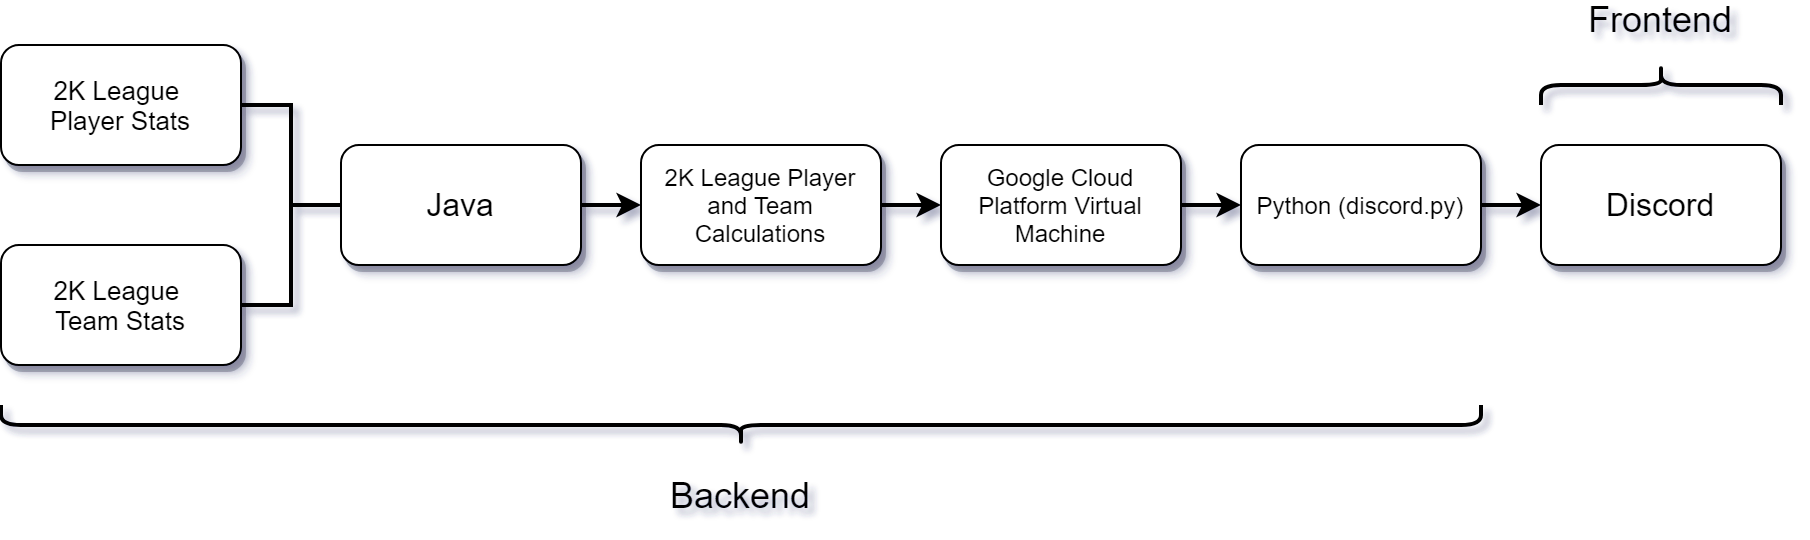 Frontend
2K League
Player Stats
2K League
Team Stats
Java
2K League Player
and Team
Calculations
Google Cloud
Platform Virtual
Machine
Python (discord.py)
Discord
Backend